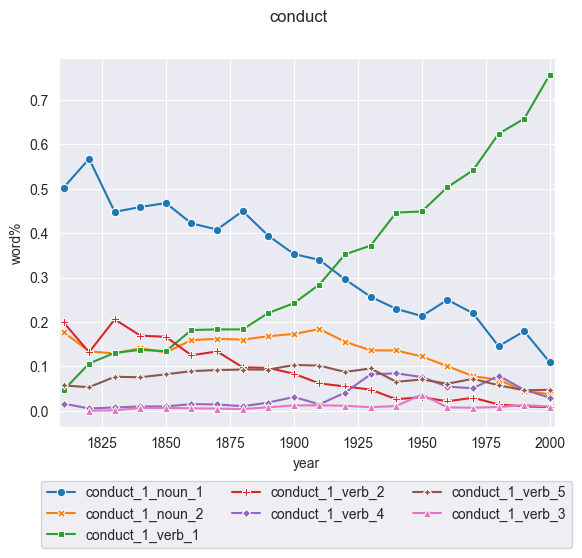 conduct
0.7
0.6
0.5
0.4
0.3
0.2
0.1
0.0
word%
1825 1850 1875 1900 1925 1950 1975 2000
year
conduct_1_noun_1 conduct_1_verb_2 conduct_1_verb_5
conduct_1_noun_2 conduct_1_verb_4 conduct_1_verb_3
conduct_1_verb_1